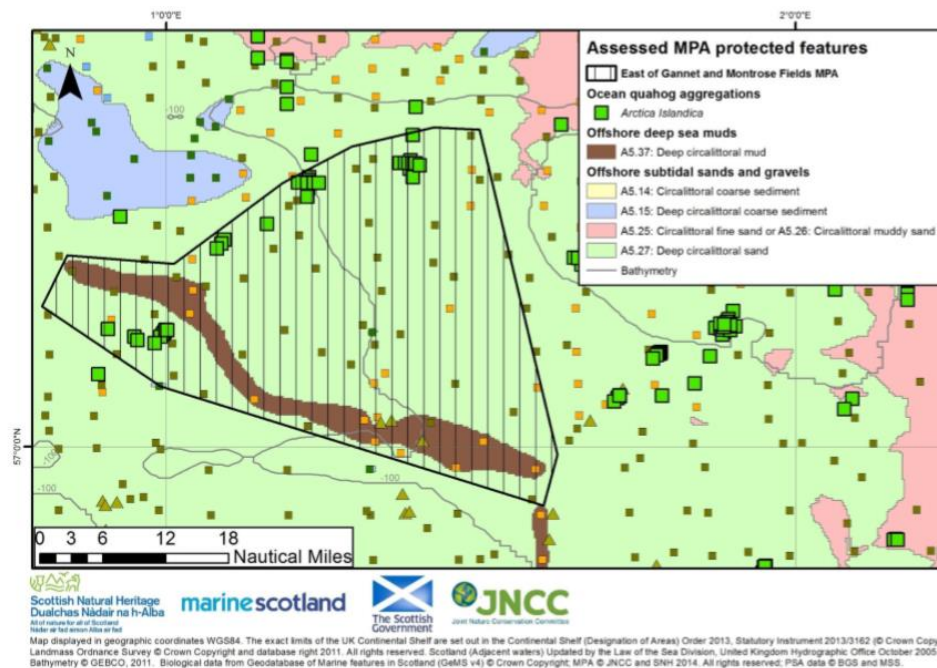 1°0'0"E
2°0'0"E
N
-100
Assessed MPA protected features
East of Gannet and Montrose Fields MPA
Ocean quahog aggregations
Arctica Islandica
Offshore deep sea muds
A5.37: Deep circalittoral mud
Offshore subtidal sands and gravels
A5.14: Circalittoral coarse sediment
A5.15: Deep circalittoral coarse sediment
A5.25: Circalittoral fine sand or A5.26: Circalittoral muddy sand
A5.27: Deep circalittoral sand
Bathymetry
57°0'0"N
-100
-100
-100
0 3 6 12 18
Nautical Miles
Scottish Natural Heritage
Dualchas Nàdair na h-Alba
All of nature for all of Scotland
Nàdar air fad airson Alba air fad
marinescotland
The Scottish
Government
JNCC
Joint Nature Conservation Committee
Map displayed in geographic coordinates WGS84. The exact limits of the UK Continental Shelf are set out in the Continental Shelf (Designation of Areas) Order 2013, Statutory Instrument 2013/3162 (© Crown Copy
Landmass Ordnance Survey © Crown Copyright and database right 2011. All rights reserved. Scotland (Adjacent waters) Updated by the Law of the Sea Division, United Kingdom Hydrographic Office October 2005
Bathymetry © GEBCO, 2011. Biological data from Geodatabase of Marine features in Scotland (GeMS v4) © Crown Copyright; MPA © JNCC and SNH 2014. All rights reserved; PSA data © BGS and MSS.